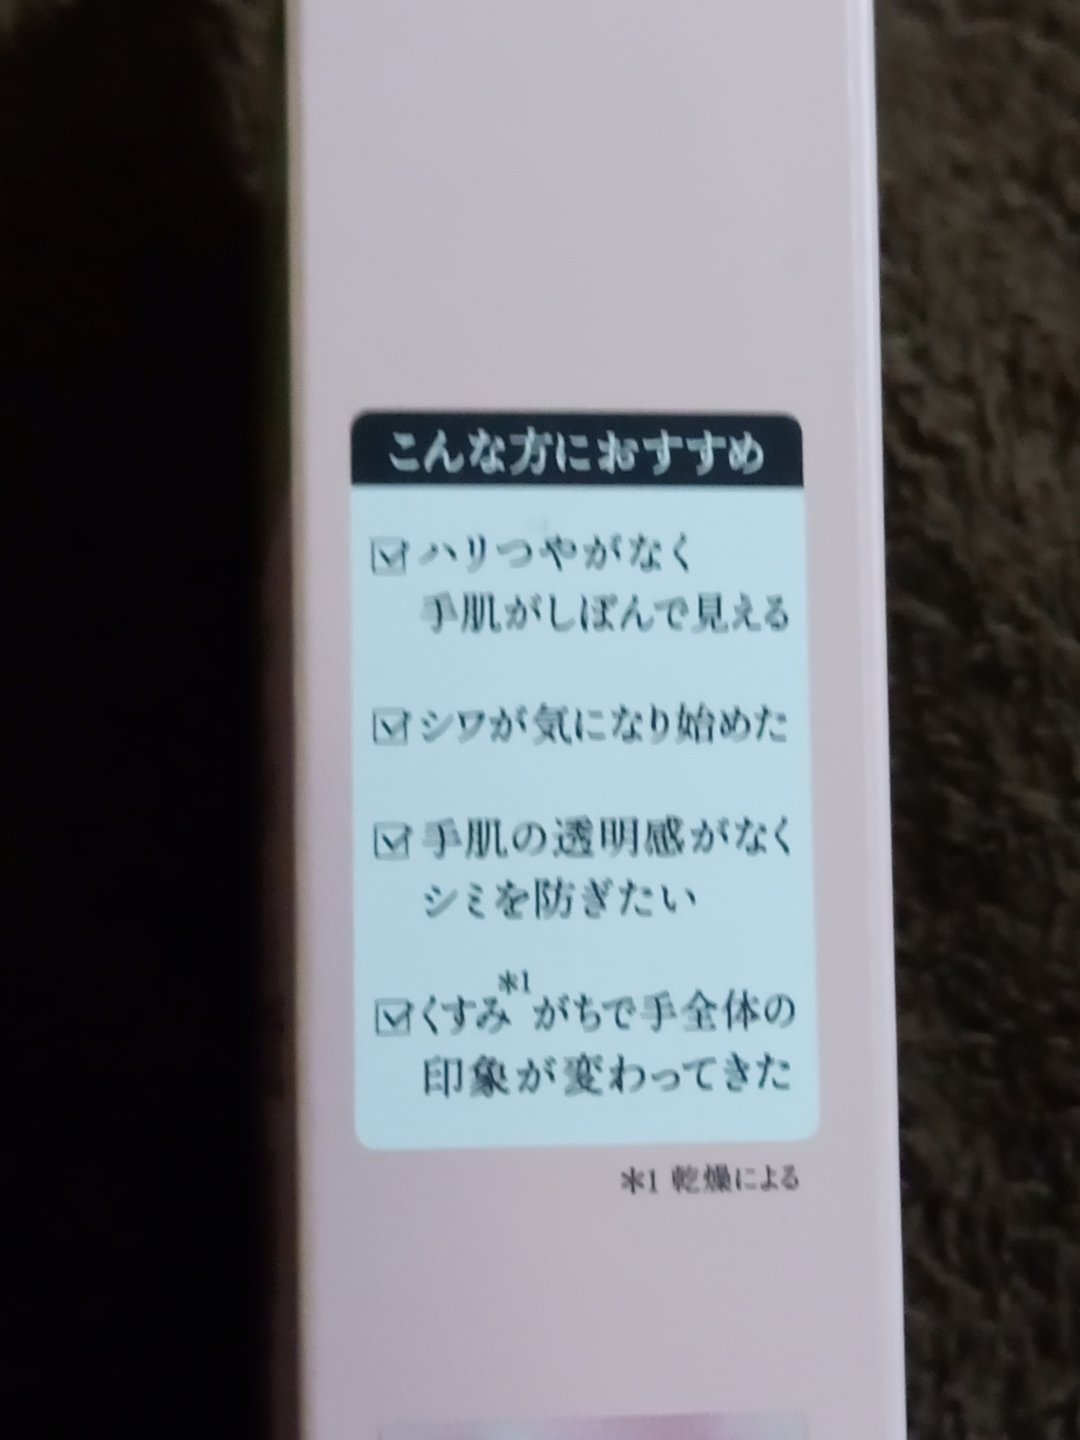 こんな方におすすめ
☑ハリつやがなく
手肌がしぼんで見える
☑シワが気になり始めた
☑手肌の透明感がなく
シミを防ぎたい
☑くすみ*1がちで手全体の
印象が変わってきた
*1 乾燥による